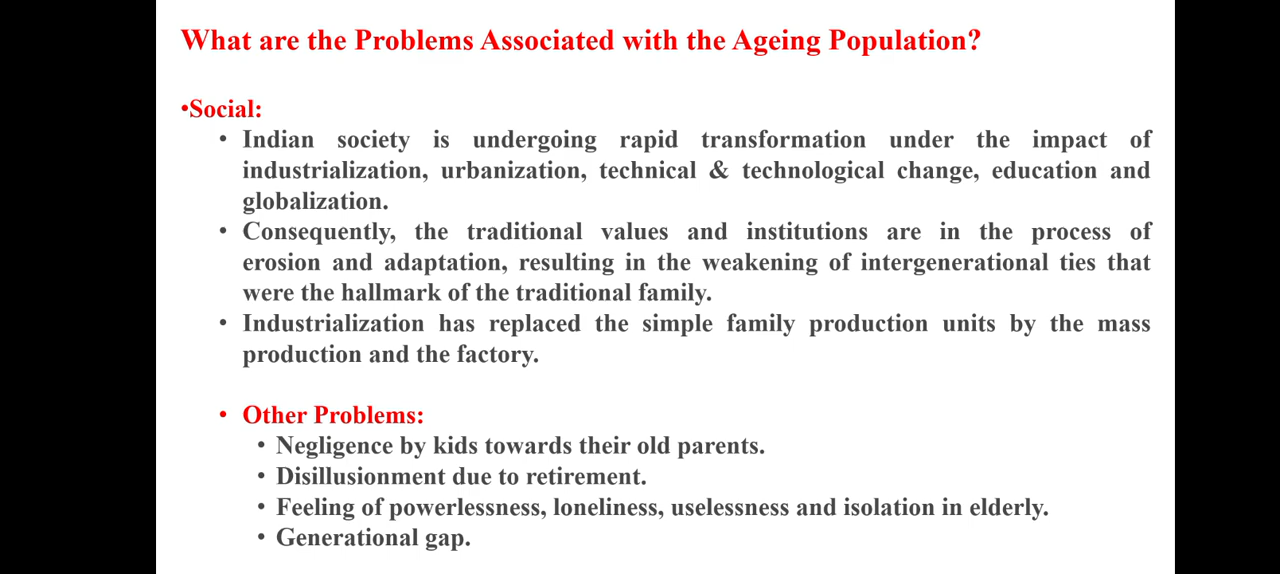 What are the Problems Associated with the Ageing Population?
•Social:
• Indian society is undergoing rapid transformation under the impact of
industrialization, urbanization, technical & technological change, education and
globalization.
• Consequently, the traditional values and institutions are in the process of
erosion and adaptation, resulting in the weakening of intergenerational ties that
were the hallmark of the traditional family.
• Industrialization has replaced the simple family production units by the mass
production and the factory.
• Other Problems:
• Negligence by kids towards their old parents.
• Disillusionment due to retirement.
• Feeling of powerlessness, loneliness, uselessness and isolation in elderly.
• Generational gap.